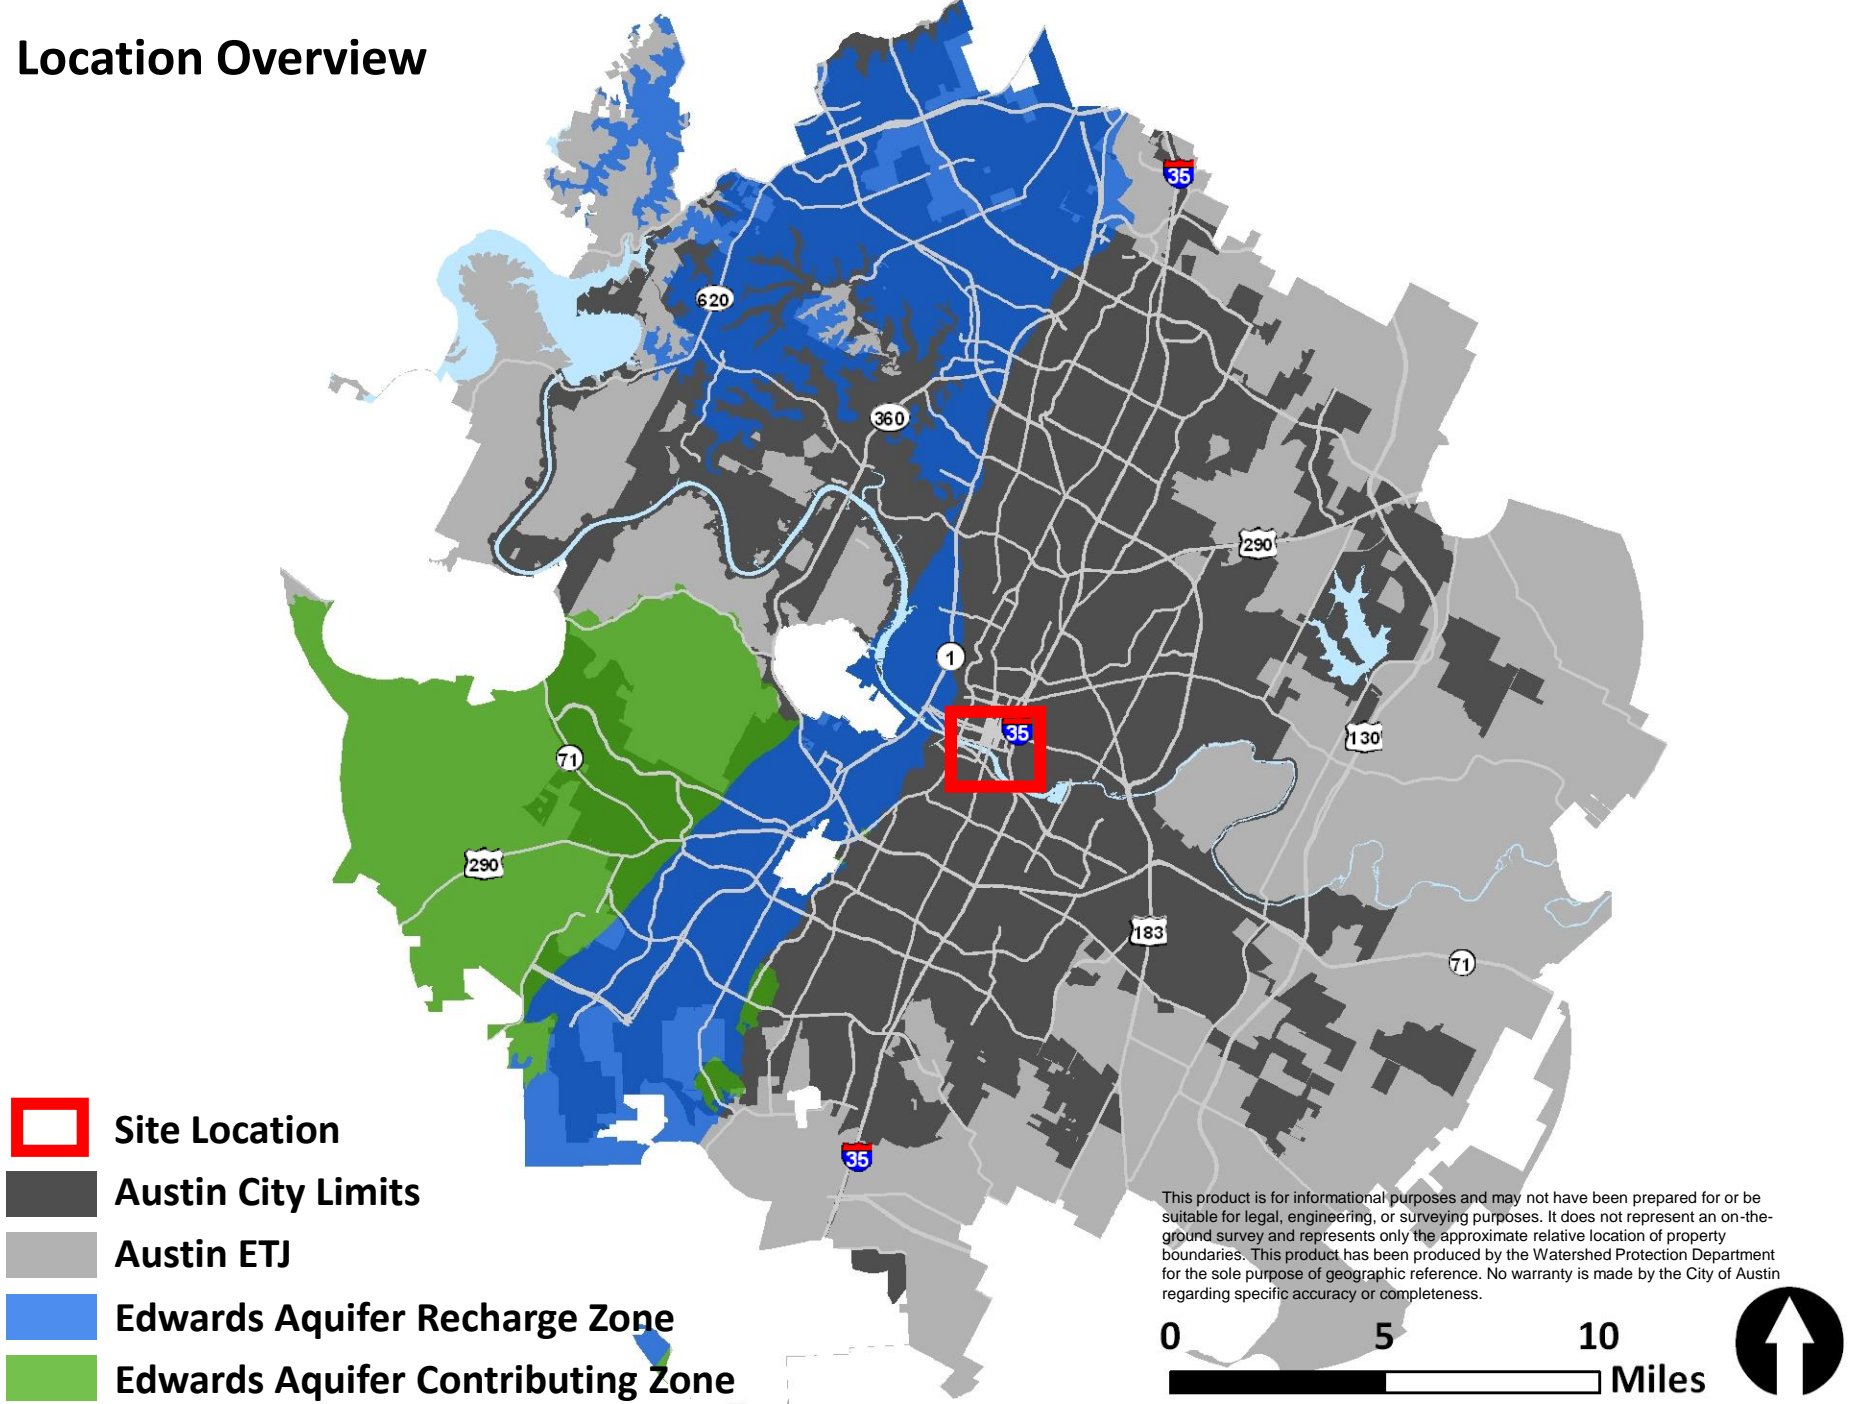 Location Overview
35
620
360
290
1
35
130
71
290
183
71
35
Site Location
Austin City Limits
Austin ETJ
Edwards Aquifer Recharge Zone
Edwards Aquifer Contributing Zone
This product is for informational purposes and may not have been prepared for or be
suitable for legal, engineering, or surveying purposes. It does not represent an on-the-
ground survey and represents only the approximate relative location of property
boundaries. This product has been produced by the Watershed Protection Department
for the sole purpose of geographic reference. No warranty is made by the City of Austin
regarding specific accuracy or completeness.
0 5 10
Miles